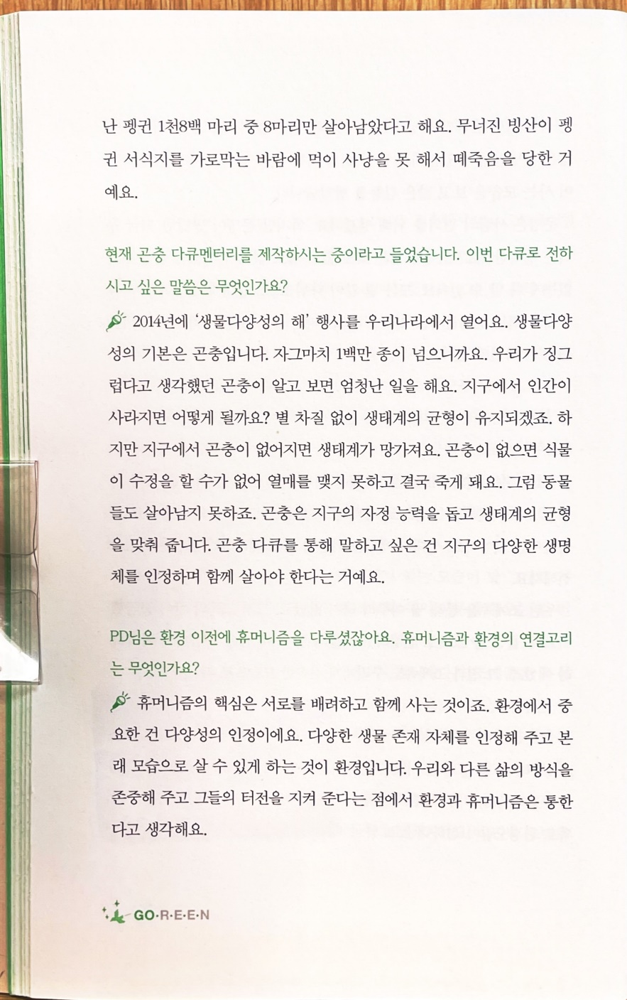 난 펭귄 1천8백 마리 중 8마리만 살아남았다고 해요. 무너진 빙산이 펭
귄 서식지를 가로막는 바람에 먹이 사냥을 못 해서 떼죽음을 당한 거
예요.
현재 곤충 다큐멘터리를 제작하시는 중이라고 들었습니다. 이번 다큐로 전하
시고 싶은 말씀은 무엇인가요?
2014년에 ‘생물다양성의 해’ 행사를 우리나라에서 열어요. 생물다양
성의 기본은 곤충입니다. 자그마치 1백만 종이 넘으니까요. 우리가 징그
럽다고 생각했던 곤충이 알고 보면 엄청난 일을 해요. 지구에서 인간이
사라지면 어떻게 될까요? 별 차질 없이 생태계의 균형이 유지되겠죠. 하
지만 지구에서 곤충이 없어지면 생태계가 망가져요. 곤충이 없으면 식물
이 수정을 할 수가 없어 열매를 맺지 못하고 결국 죽게 돼요. 그럼 동물
들도 살아남지 못하죠. 곤충은 지구의 자정 능력을 돕고 생태계의 균형
을 맞춰 줍니다. 곤충 다큐를 통해 말하고 싶은 건 지구의 다양한 생명
체를 인정하며 함께 살아야 한다는 거예요.
PD님은 환경 이전에 휴머니즘을 다루셨잖아요. 휴머니즘과 환경의 연결고리
는 무엇인가요?
휴머니즘의 핵심은 서로를 배려하고 함께 사는 것이죠. 환경에서 중
요한 건 다양성의 인정이에요. 다양한 생물 존재 자체를 인정해 주고 본
래 모습으로 살 수 있게 하는 것이 환경입니다. 우리와 다른 삶의 방식을
존중해 주고 그들의 터전을 지켜 준다는 점에서 환경과 휴머니즘은 통한
다고 생각해요.
GO·R·E·E·N